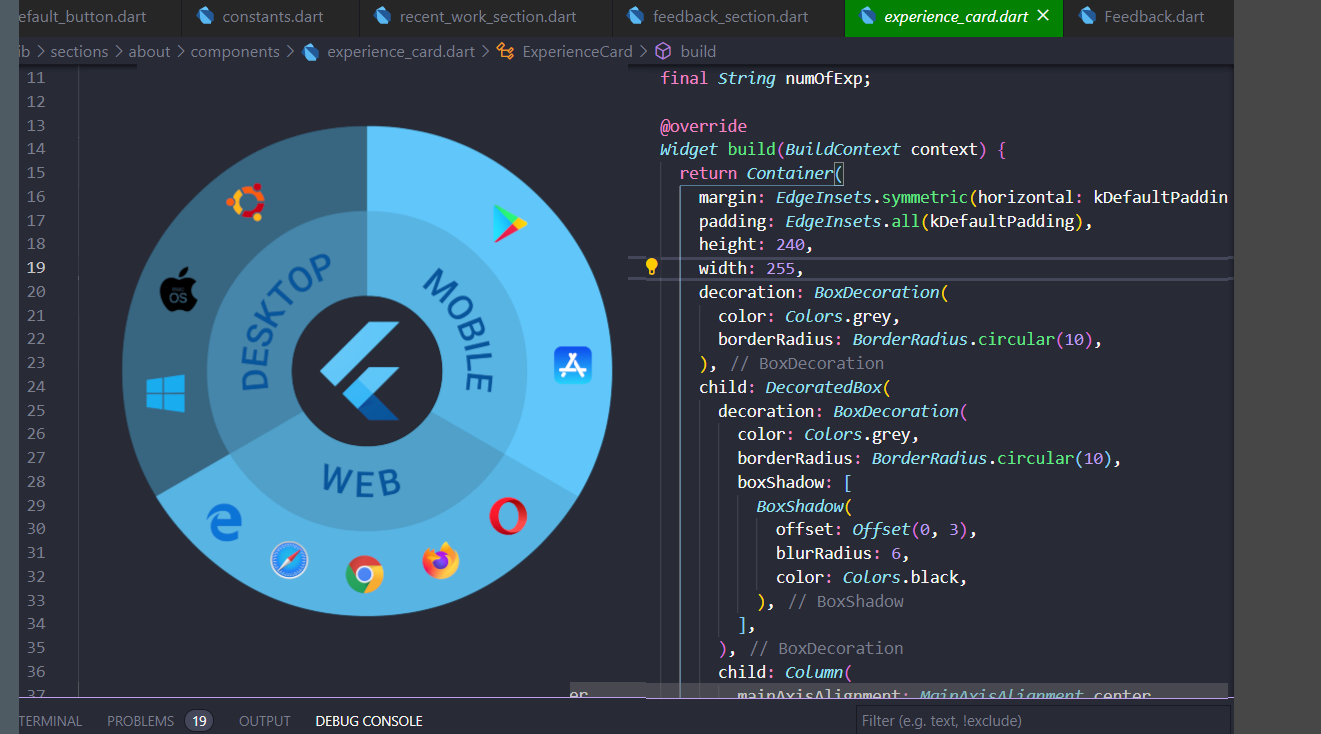 efault_button.dart constants.dart recent_work_section.dart feedback_section.dart experience_card.dart Feedback.dart
ib > sections > about > components > experience_card.dart > ExperienceCard > build
11 final String numOfExp;
12
13 @override
14 Widget build(BuildContext context) {
15 return Container(
16 margin: EdgeInsets.symmetric(horizontal: kDefaultPaddin
17 padding: EdgeInsets.all(kDefaultPadding),
18 height: 240,
19 width: 255,
20 decoration: BoxDecoration(
21 color: Colors.grey,
22 borderRadius: BorderRadius.circular(10),
23 ), // BoxDecoration
24 child: DecoratedBox(
25 decoration: BoxDecoration(
26 color: Colors.grey,
27 borderRadius: BorderRadius.circular(10),
28 boxShadow: [
29 BoxShadow(
30 offset: Offset(0, 3),
31 blurRadius: 6,
32 color: Colors.black,
33 ), // BoxShadow
34 ],
35 ), // BoxDecoration
36 child: Column(
37 mainAxisAlignment: MainAxisAlignment.center
DESKTOP
MOBILE
WEB
mac
OS
er
TERMINAL PROBLEMS 19 OUTPUT DEBUG CONSOLE Filter (e.g. text, !exclude)